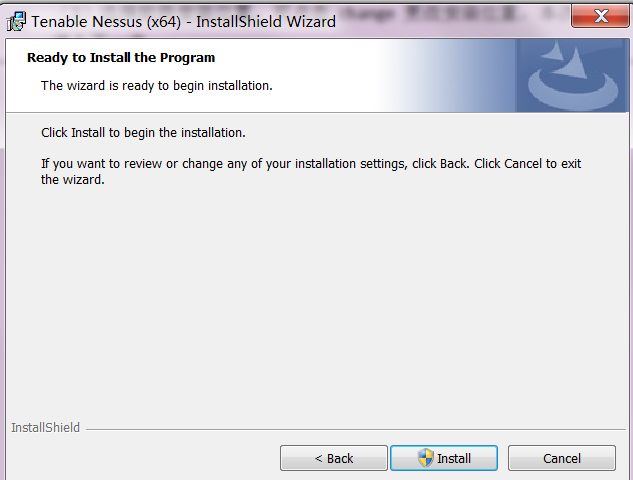 Tenable Nessus (x64) - InstallShield Wizard
Ready to Install the Program
The wizard is ready to begin installation.
Click Install to begin the installation.
If you want to review or change any of your installation settings, click Back. Click Cancel to exit
the wizard.
InstallShield
< Back
Install
Cancel